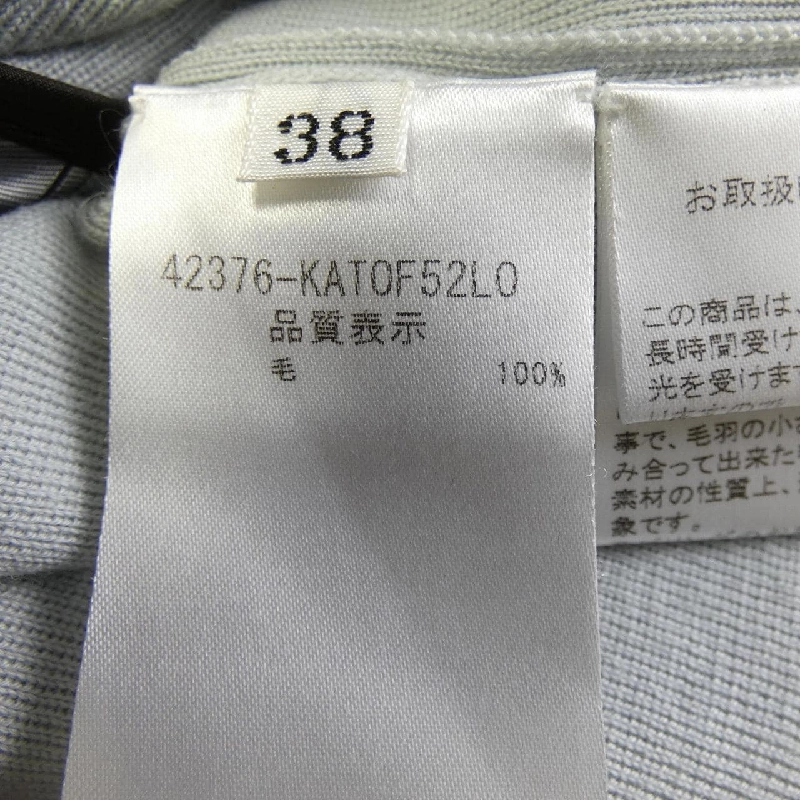 38
42376-KATOF52LO
品質表示
毛 100%
お取扱
この商品は、
長時間受け
光を受けます
事で、毛羽の小さ
み合って出来た
素材の性質上、
象です。